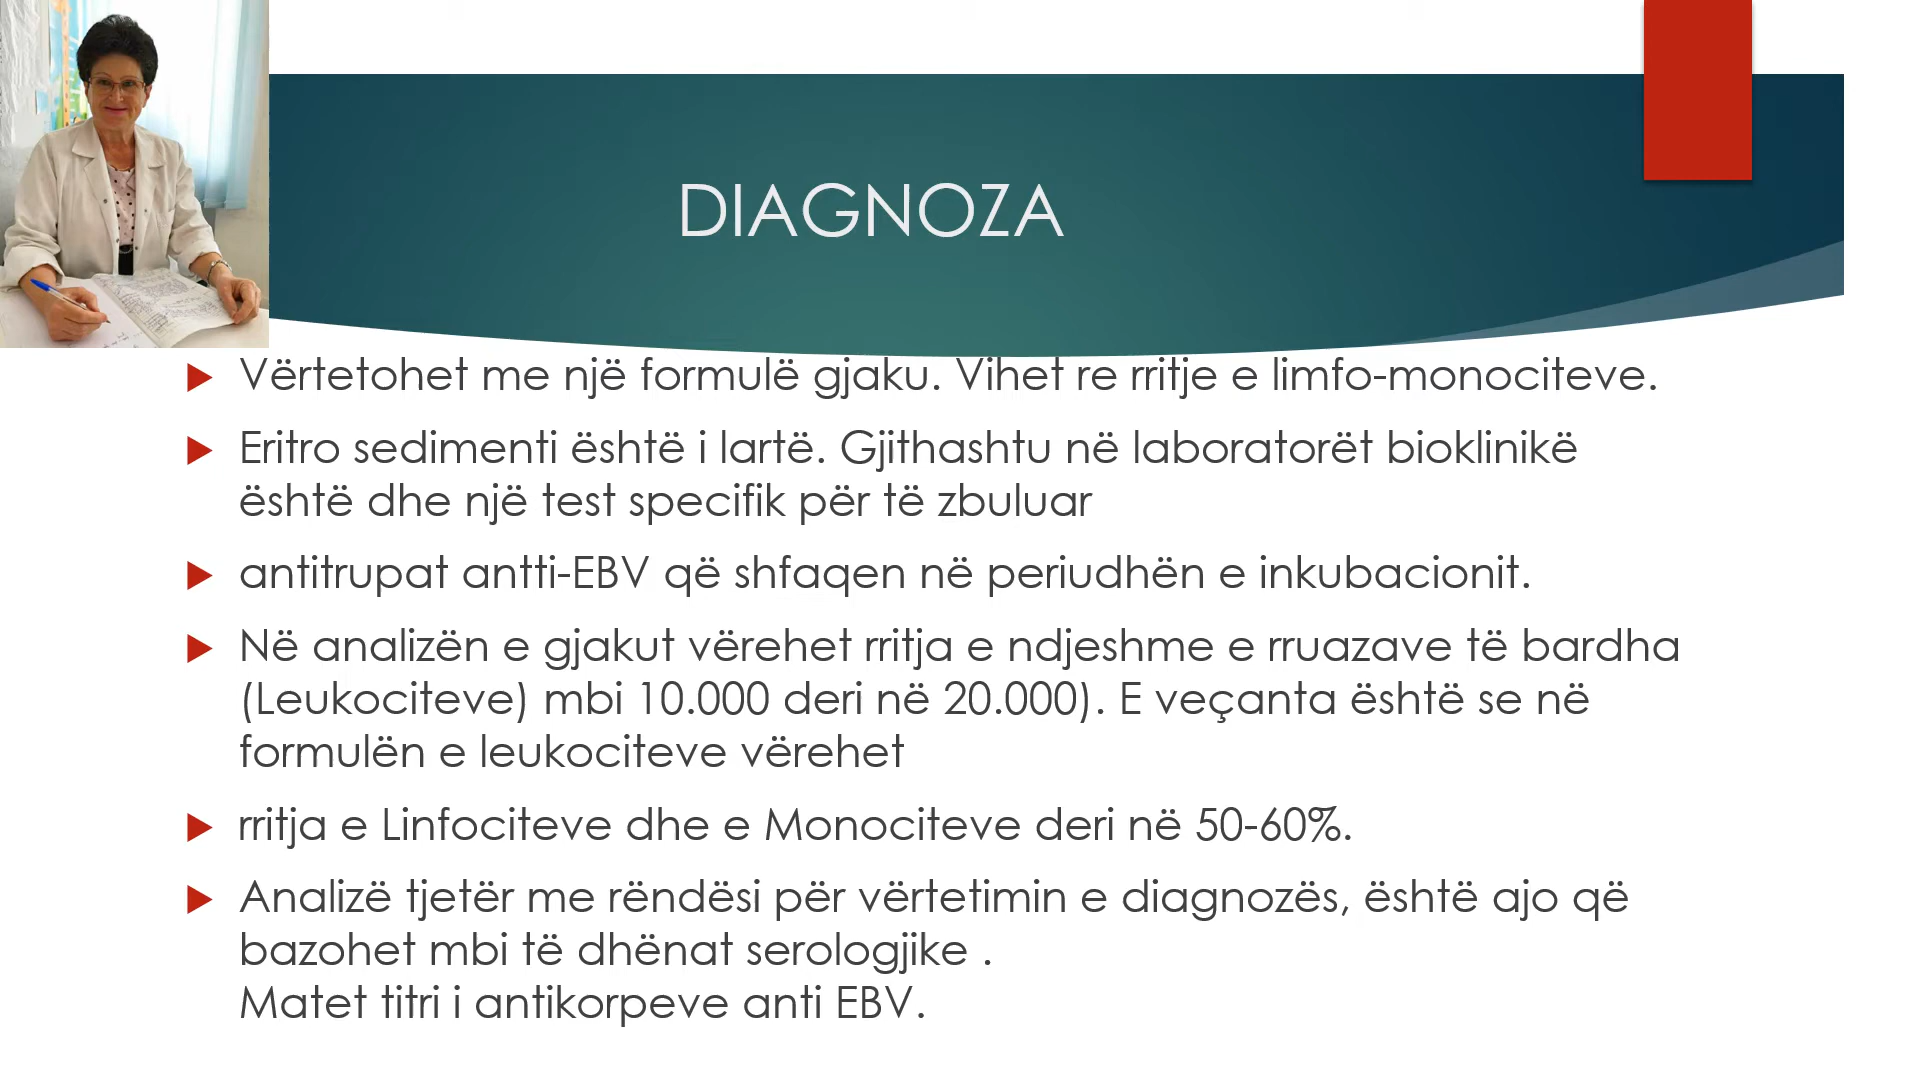 DIAGNOZA
Vërtetohet me një formulë gjaku. Vihet re rritje e limfo-monociteve.
Eritro sedimenti është i lartë. Gjithashtu në laboratorët bioklinikë
është dhe një test specifik për të zbuluar
antitrupat antti-EBV që shfaqen në periudhën e inkubacionit.
Në analizën e gjakut vërehet rritja e ndjeshme e rruazave të bardha
(Leukociteve) mbi 10.000 deri në 20.000). E veçanta është se në
formulën e leukociteve vërehet
rritja e Linfociteve dhe e Monociteve deri në 50-60%.
Analizë tjetër me rëndësi për vërtetimin e diagnozës, është ajo që
bazohet mbi të dhënat serologjike .
Matet titri i antikorpeve anti EBV.